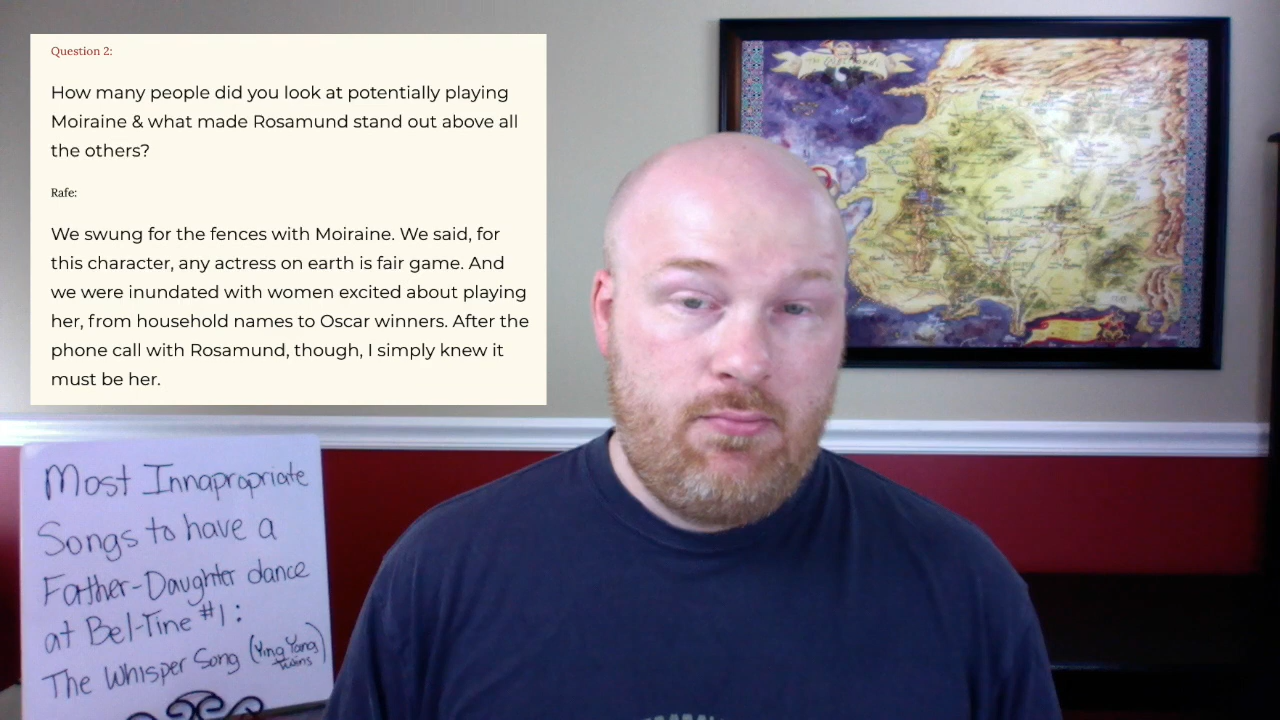 Question 2:
How many people did you look at potentially playing
Moiraine & what made Rosamund stand out above all
the others?
Rafe:
We swung for the fences with Moiraine. We said, for
this character, any actress on earth is fair game. And
we were inundated with women excited about playing
her, from household names to Oscar winners. After the
phone call with Rosamund, though, I simply knew it
must be her.
Most Innapropriate
Songs to have a
Father-Daughter dance
at Bel-Tine #1:
The Whisper Song (Ying Yang
Twins)